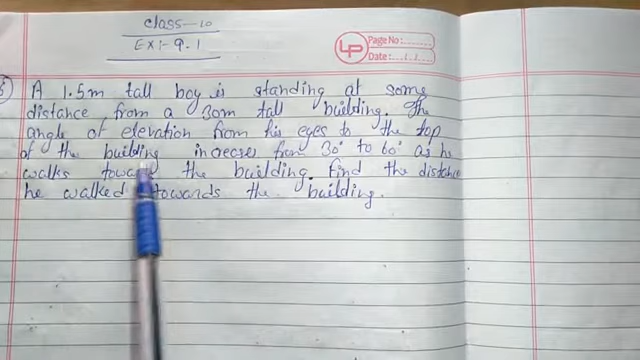 Class-10
Ex:- 9.1
LP Page No:
Date:
A 1.5m tall boy is standing at some
distance from a 30m tall building. The
angle of elevation from his eyes to the top
of the building increses from 30° to 60° as he
walks toward the building. find the distance
he walked towards the building.